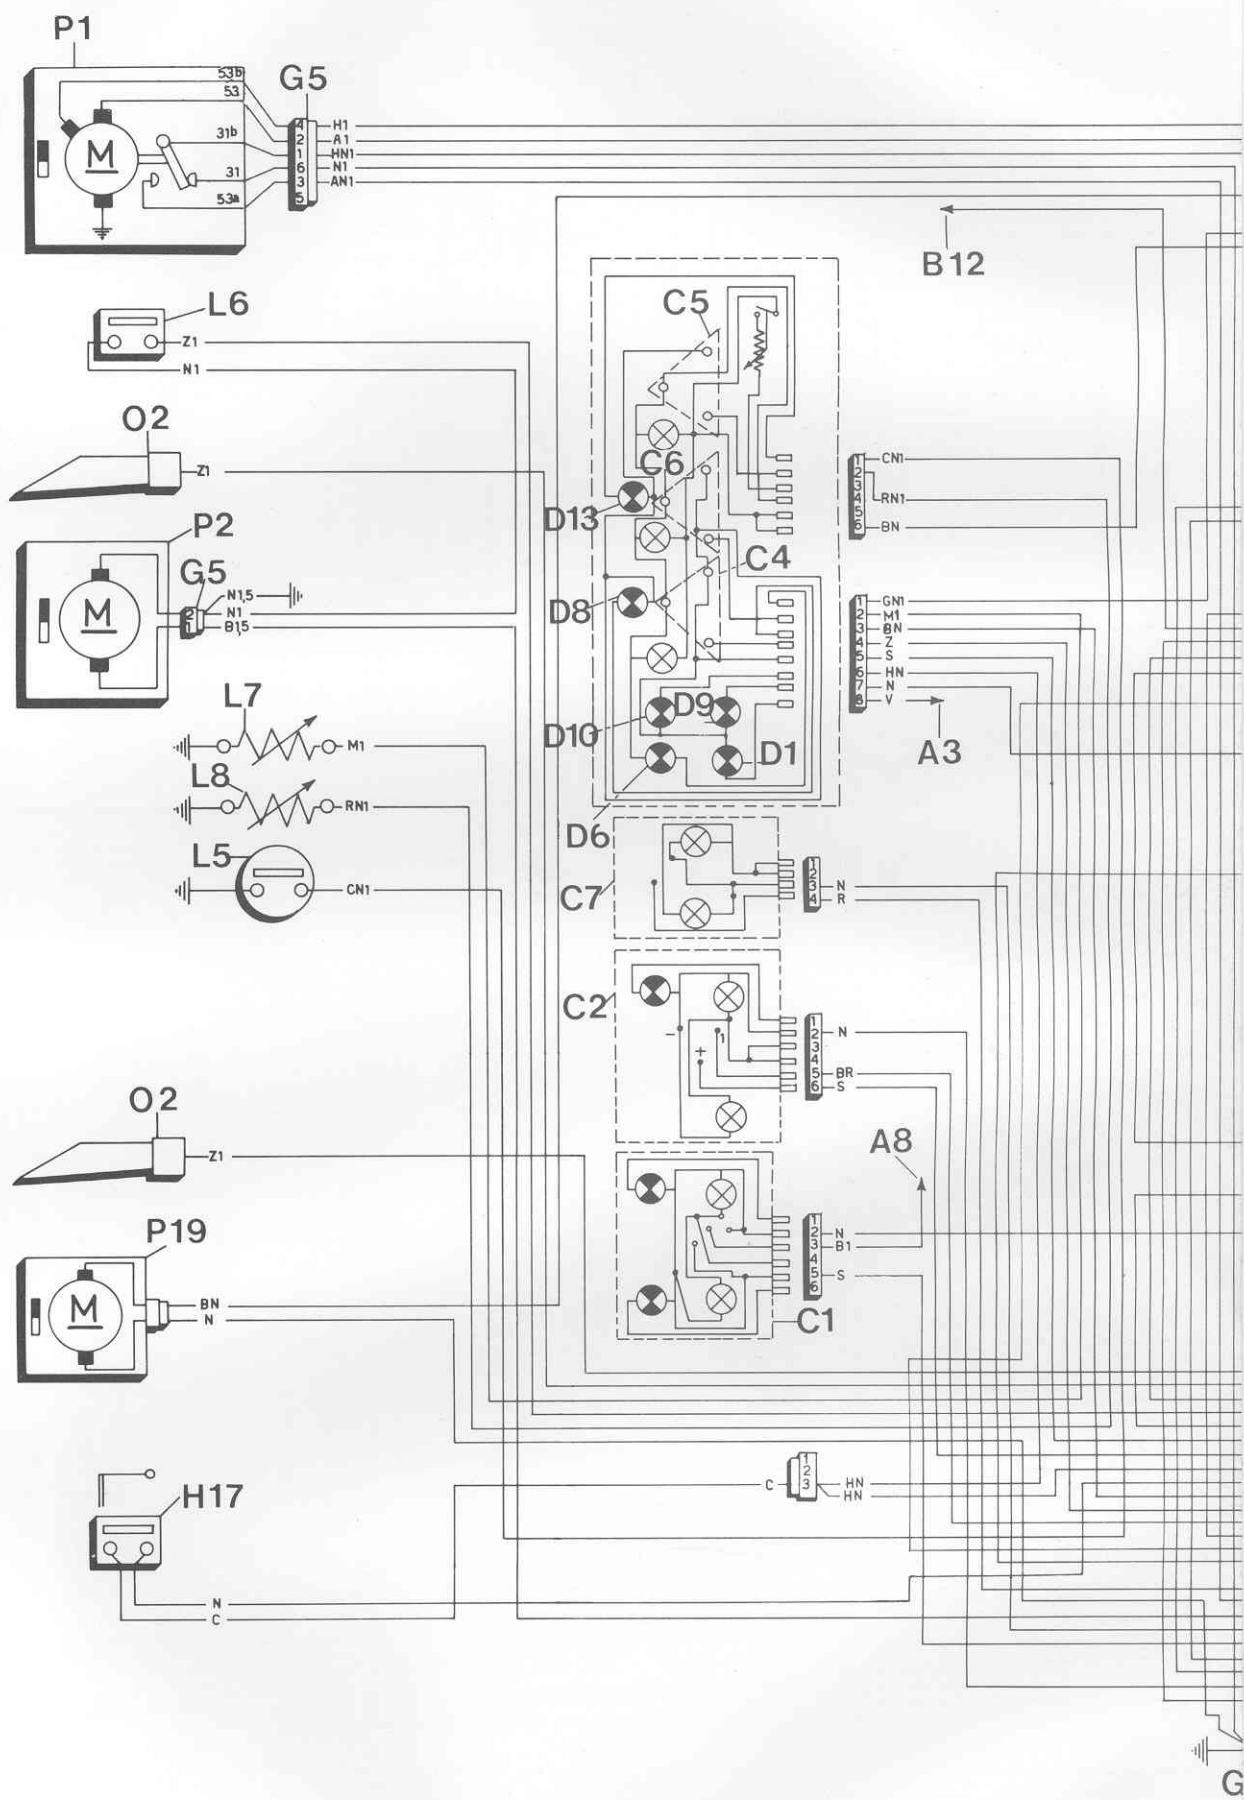 P1
53b
53
31b
31
53a
M
G5
4 H1
2 A1
1 HN1
6 N1
3 AN1
5
B12
L6
Z1
N1
O2
Z1
P2
M
G5
N1,5
2 N1
1 B1,5
C5
C6
D13
C4
D8
D10
D9
D1
D6
1 CN1
2
3
4 RN1
5
6 BN
1 GN1
2 M1
3 BN
4 Z
5 S
6 HN
7 N
8 V
A3
L7
M1
L8
RN1
L5
CN1
C7
1
2
3 N
4 R
C2
-
+
1
1
2 N
3
4
5 BR
6 S
O2
Z1
A8
P19
M
BN
N
C1
1
2 N
3 B1
4
5 S
6
H17
N
C
C
1
2
3 HN
HN
G